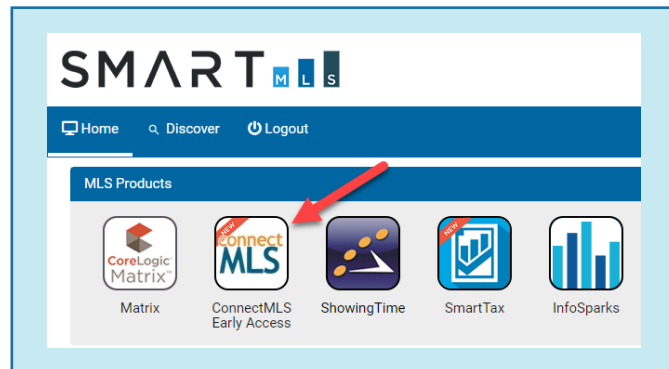 SMART MLS
Home Discover Logout
MLS Products
NEW
CoreLogic
Matrix™
connect
MLS
NEW
Matrix
ConnectMLS
Early Access
ShowingTime
SmartTax
InfoSparks